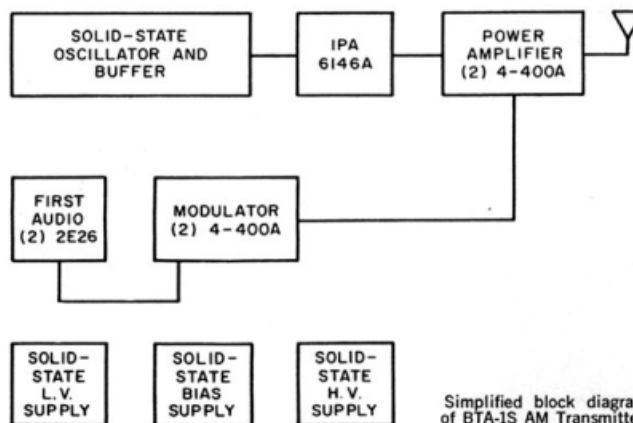 SOLID-STATE
OSCILLATOR AND
BUFFER
IPA
6146A
POWER
AMPLIFIER
(2) 4-400A
FIRST
AUDIO
(2) 2E26
MODULATOR
(2) 4-400A
SOLID-
STATE
L.V.
SUPPLY
SOLID-
STATE
BIAS
SUPPLY
SOLID-
STATE
H.V.
SUPPLY
Simplified block
of BTA-1S AM